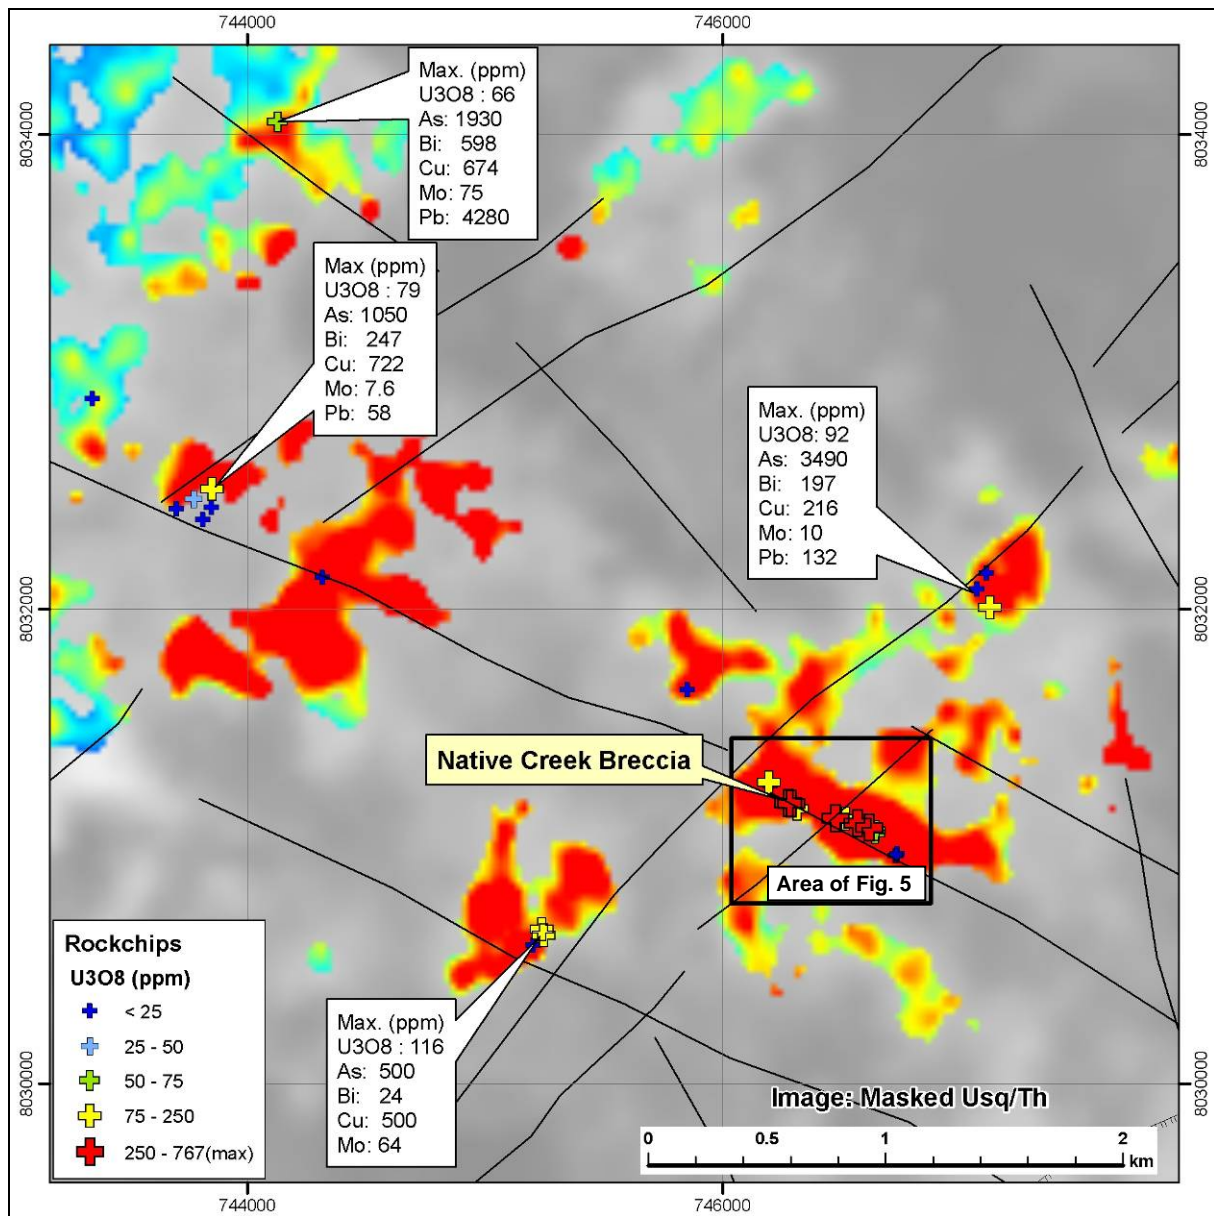 744000
746000
8034000
8034000
Max. (ppm)
U3O8 : 66
As: 1930
Bi: 598
Cu: 674
Mo: 75
Pb: 4280
Max (ppm)
U3O8 : 79
As: 1050
Bi: 247
Cu: 722
Mo: 7.6
Pb: 58
Max. (ppm)
U3O8: 92
As: 3490
Bi: 197
Cu: 216
Mo: 10
Pb: 132
8032000
8032000
Native Creek Breccia
Area of Fig. 5
Rockchips
U3O8 (ppm)
< 25
25 - 50
50 - 75
75 - 250
250 - 767(max)
Max. (ppm)
U3O8 : 116
As: 500
Bi: 24
Cu: 500
Mo: 64
8030000
8030000
Image: Masked Usq/Th
0 0.5 1 2
km
744000
746000